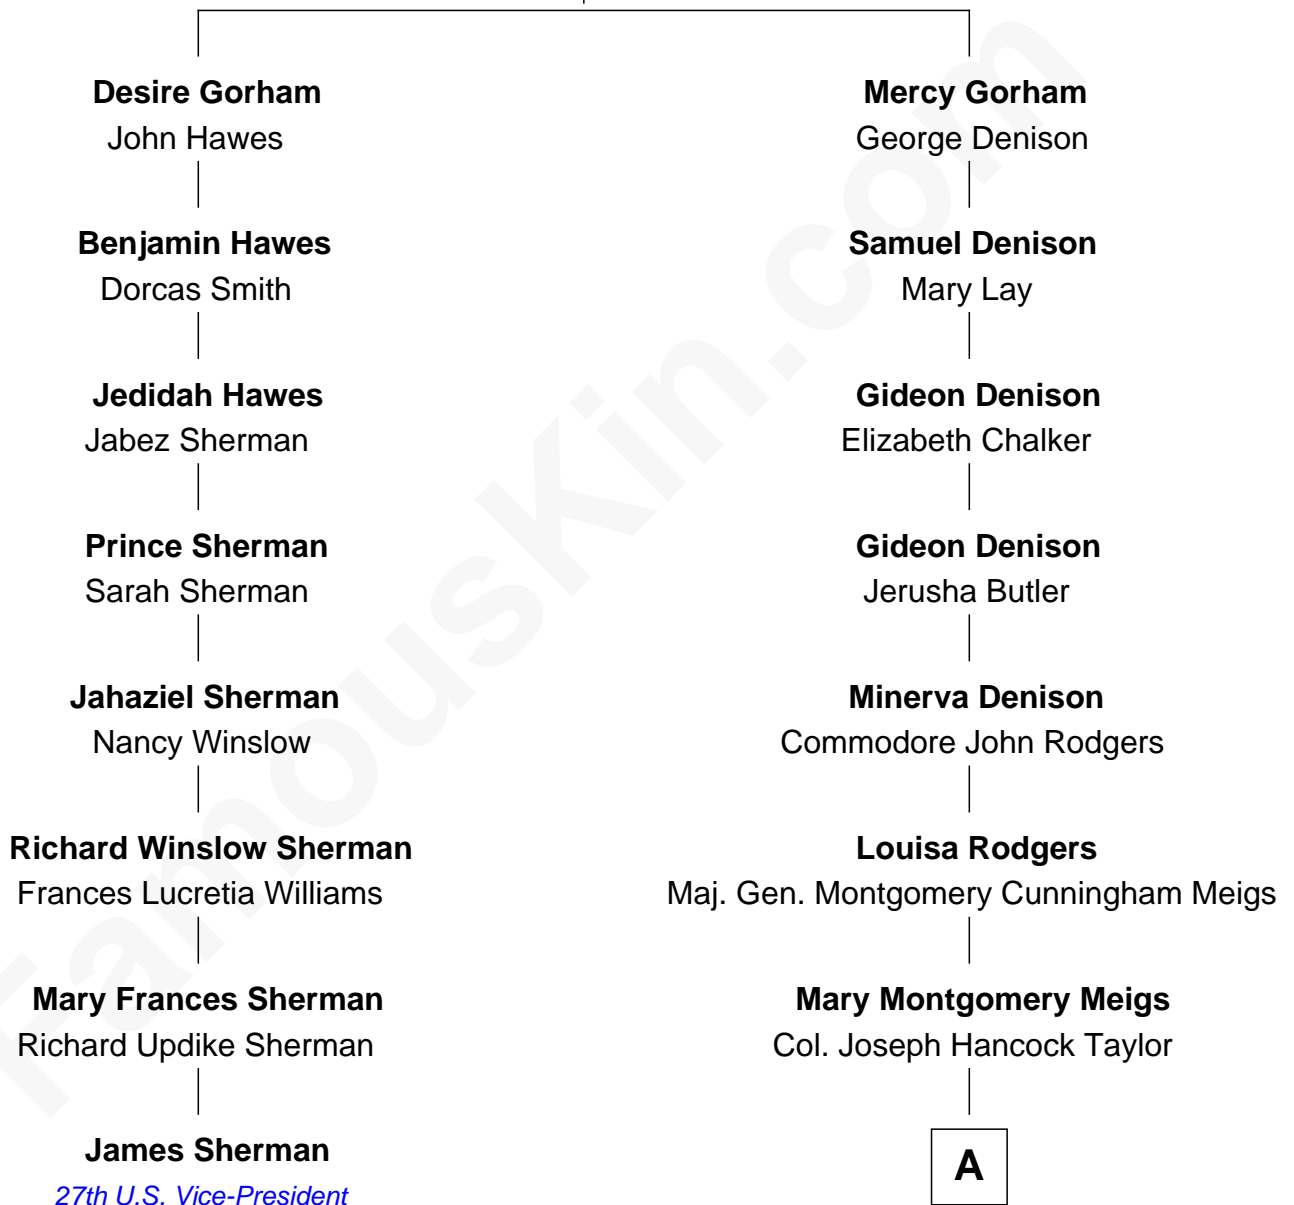 Desire Gorham
John Hawes
Mercy Gorham
George Denison
Benjamin Hawes
Dorcas Smith
Samuel Denison
Mary Lay
Jedidah Hawes
Jabez Sherman
Gideon Denison
Elizabeth Chalker
Prince Sherman
Sarah Sherman
Gideon Denison
Jerusha Butler
Jahaziel Sherman
Nancy Winslow
Minerva Denison
Commodore John Rodgers
Richard Winslow Sherman
Frances Lucretia Williams
Louisa Rodgers
Maj. Gen. Montgomery Cunningham Meigs
Mary Frances Sherman
Richard Updike Sherman
Mary Montgomery Meigs
Col. Joseph Hancock Taylor
James Sherman
27th U.S. Vice-President
A
FamousKin.com